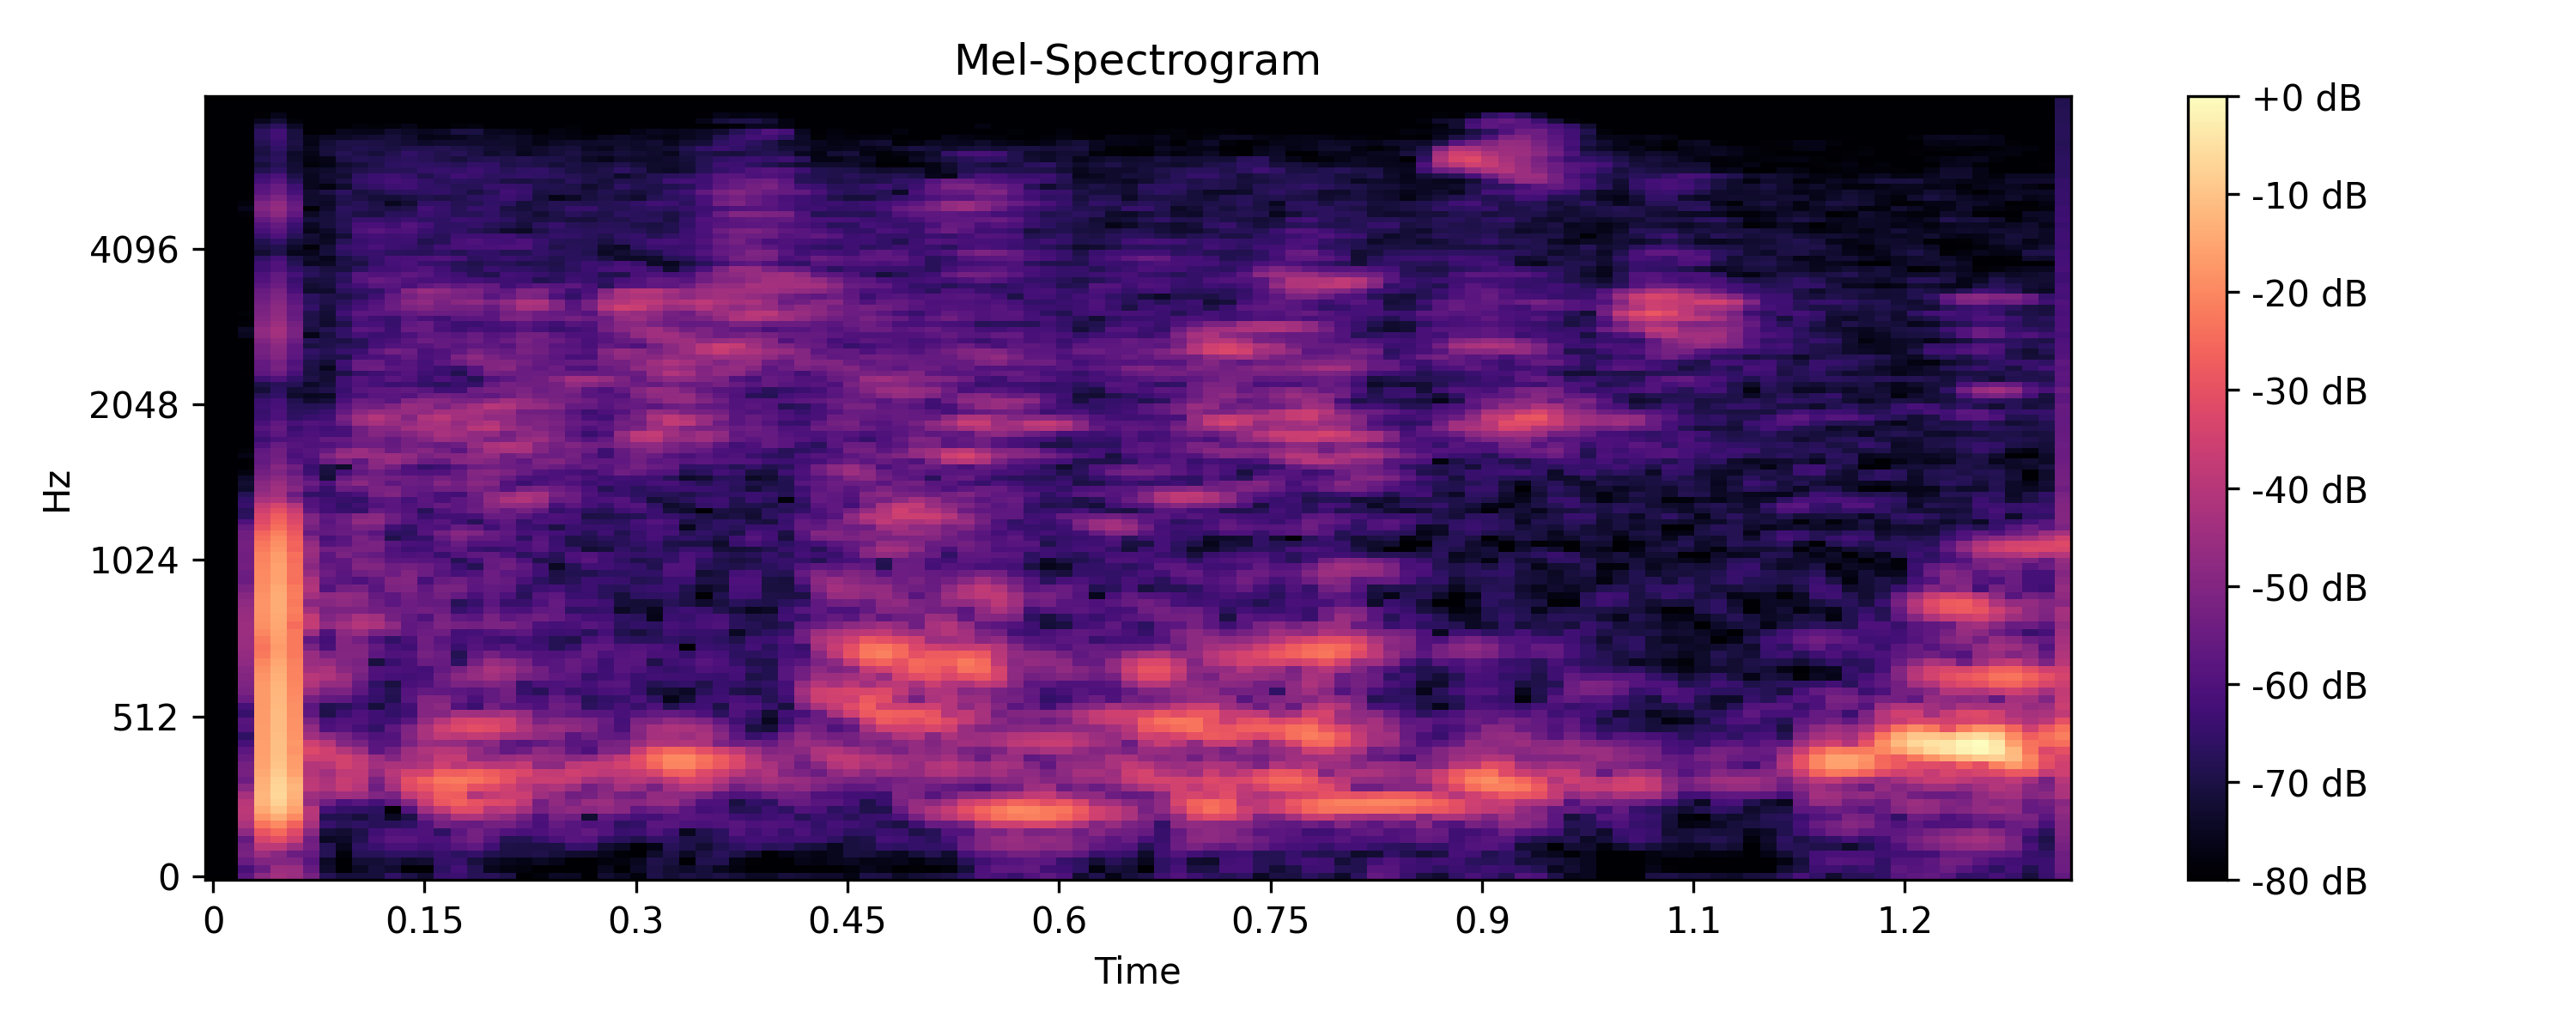 Mel-Spectrogram
Hz
4096
2048
1024
512
0
0 0.15 0.3 0.45 0.6 0.75 0.9 1.1 1.2
Time
+0 dB
-10 dB
-20 dB
-30 dB
-40 dB
-50 dB
-60 dB
-70 dB
-80 dB